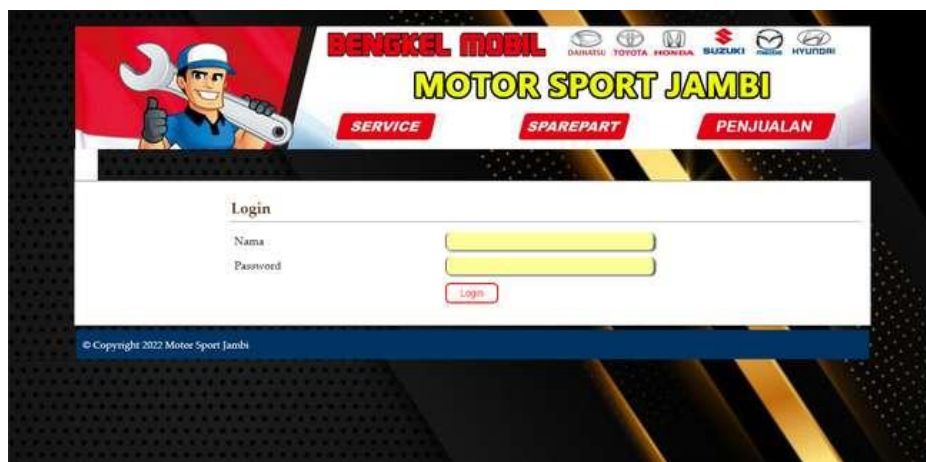 BENGKEL MOBIL
DAIHATSU TOYOTA HONDA SUZUKI mazda HYUNDAI
MOTOR SPORT JAMBI
SERVICE SPAREPART PENJUALAN
Login
Nama
Password
Login
© Copyright 2022 Motor Sport Jambi